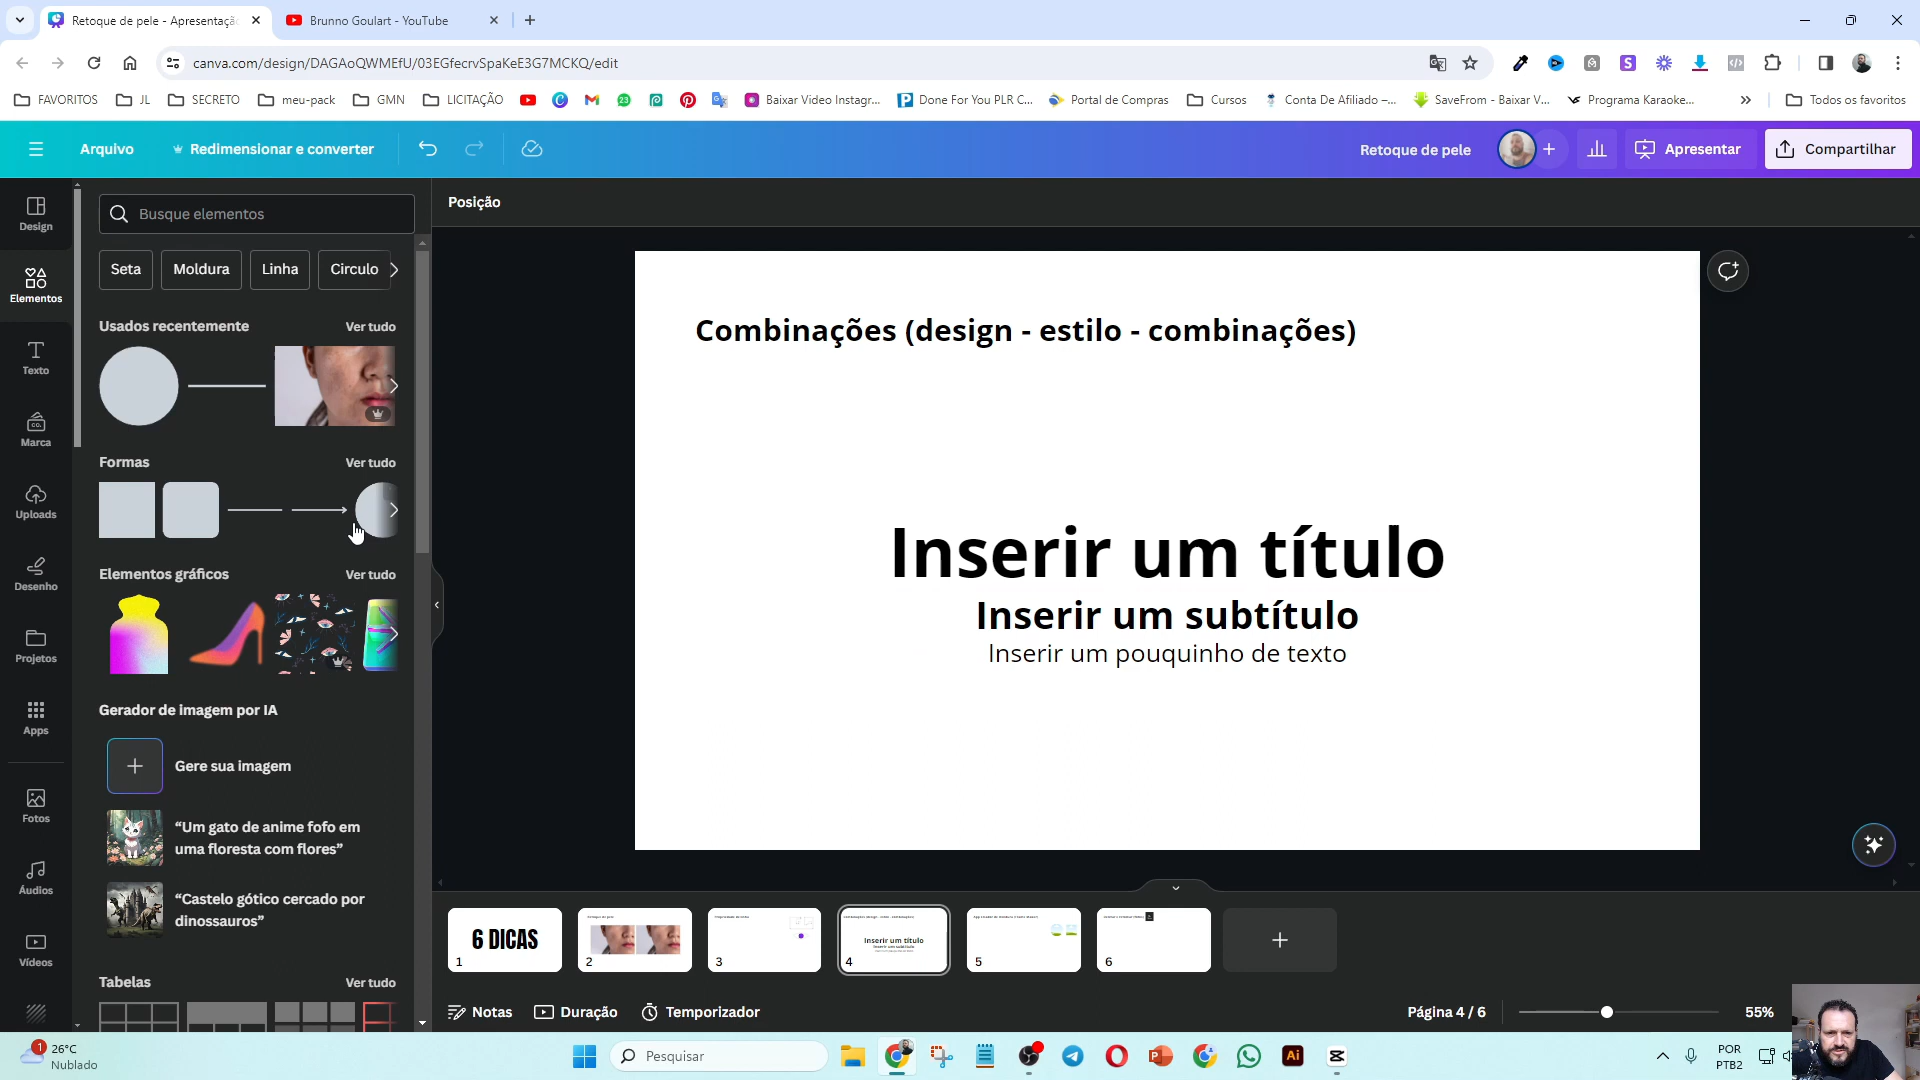 Retoque de pele - Apresentaçã
Brunno Goulart - YouTube
canva.com/design/DAGAoQWMEfU/03EGfecrvSpaKeE3G7MCKQ/edit
FAVORITOS
JL
SECRETO
meu-pack
GMN
LICITAÇÃO
Baixar Video Instagr...
Done For You PLR C...
Portal de Compras
Cursos
Conta De Afiliado –...
SaveFrom - Baixar V...
Programa Karaoke...
Todos os favoritos
Arquivo
Redimensionar e converter
Retoque de pele
Apresentar
Compartilhar
Design
Elementos
Texto
Marca
Uploads
Desenho
Projetos
Apps
Fotos
Áudios
Vídeos
Busque elementos
Seta
Moldura
Linha
Circulo
Usados recentemente
Ver tudo
Formas
Ver tudo
Elementos gráficos
Ver tudo
Gerador de imagem por IA
Gere sua imagem
“Um gato de anime fofo em
uma floresta com flores”
“Castelo gótico cercado por
dinossauros”
Tabelas
Ver tudo
Posição
Combinações (design - estilo - combinações)
Inserir um título
Inserir um subtítulo
Inserir um pouquinho de texto
6 DICAS
1
2
3
Inserir um título
4
5
6
Notas
Duração
Temporizador
Página 4 / 6
55%
1
26°C
Nublado
Pesquisar
Ai
POR
PTB2